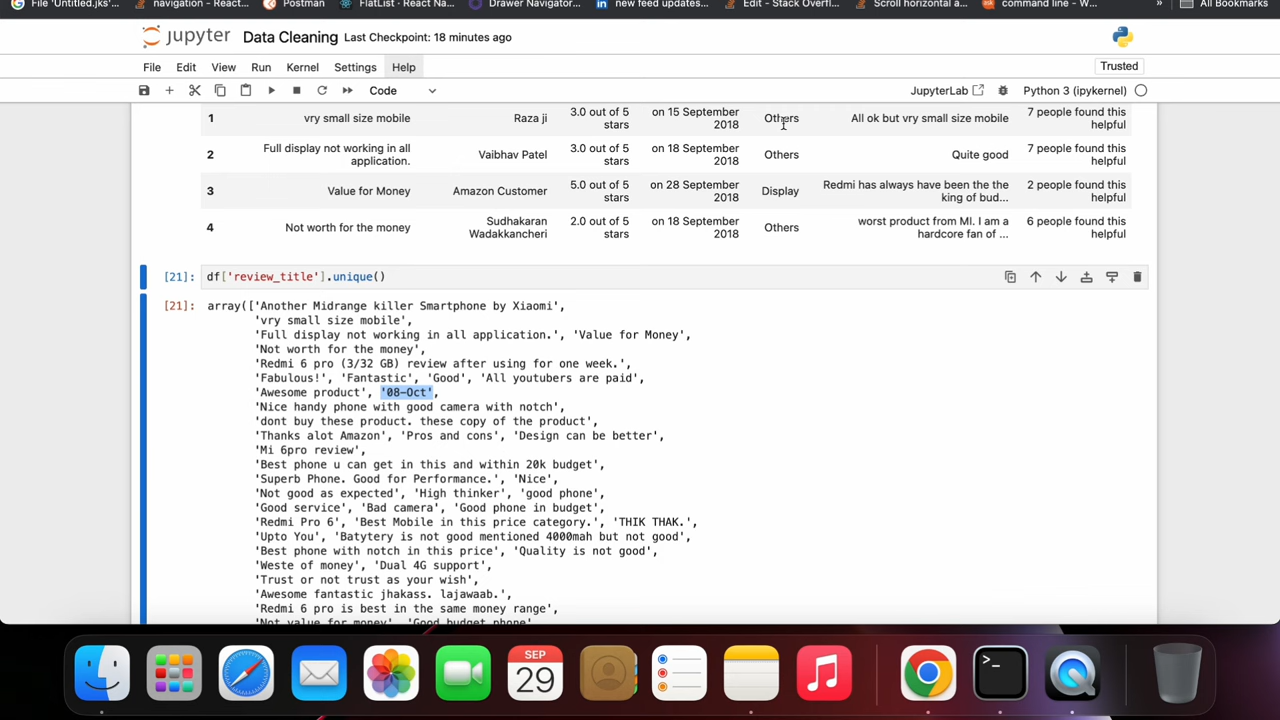 File 'Untitled.jks'...
navigation - React...
Postman
FlatList · React Na...
Drawer Navigator...
new feed updates...
Edit - Stack Overfl...
Scroll horizontal a...
command line - W...
»
All Bookmarks
jupyter Data Cleaning Last Checkpoint: 18 minutes ago
File Edit View Run Kernel Settings Help
Trusted
Code
JupyterLab
Python 3 (ipykernel)
1 vry small size mobile Raza ji 3.0 out of 5 stars on 15 September 2018 Others All ok but vry small size mobile 7 people found this helpful
2 Full display not working in all application. Vaibhav Patel 3.0 out of 5 stars on 18 September 2018 Others Quite good 7 people found this helpful
3 Value for Money Amazon Customer 5.0 out of 5 stars on 28 September 2018 Display Redmi has always have been the the king of bud... 2 people found this helpful
4 Not worth for the money Sudhakaran Wadakkancheri 2.0 out of 5 stars on 18 September 2018 Others worst product from MI. I am a hardcore fan of ... 6 people found this helpful
[21]: df['review_title'].unique()
[21]: array(['Another Midrange killer Smartphone by Xiaomi',
'vry small size mobile',
'Full display not working in all application.', 'Value for Money',
'Not worth for the money',
'Redmi 6 pro (3/32 GB) review after using for one week.',
'Fabulous!', 'Fantastic', 'Good', 'All youtubers are paid',
'Awesome product', '08-Oct',
'Nice handy phone with good camera with notch',
'dont buy these product. these copy of the product',
'Thanks alot Amazon', 'Pros and cons', 'Design can be better',
'Mi 6pro review',
'Best phone u can get in this and within 20k budget',
'Superb Phone. Good for Performance.', 'Nice',
'Not good as expected', 'High thinker', 'good phone',
'Good service', 'Bad camera', 'Good phone in budget',
'Redmi Pro 6', 'Best Mobile in this price category.', 'THIK THAK.',
'Upto You', 'Batytery is not good mentioned 4000mah but not good',
'Best phone with notch in this price', 'Quality is not good',
'Weste of money', 'Dual 4G support',
'Trust or not trust as your wish',
'Awesome fantastic jhakass. lajawaab.',
'Redmi 6 pro is best in the same money range',
'Not value for money', 'Good budget phone',
SEP
29
>_